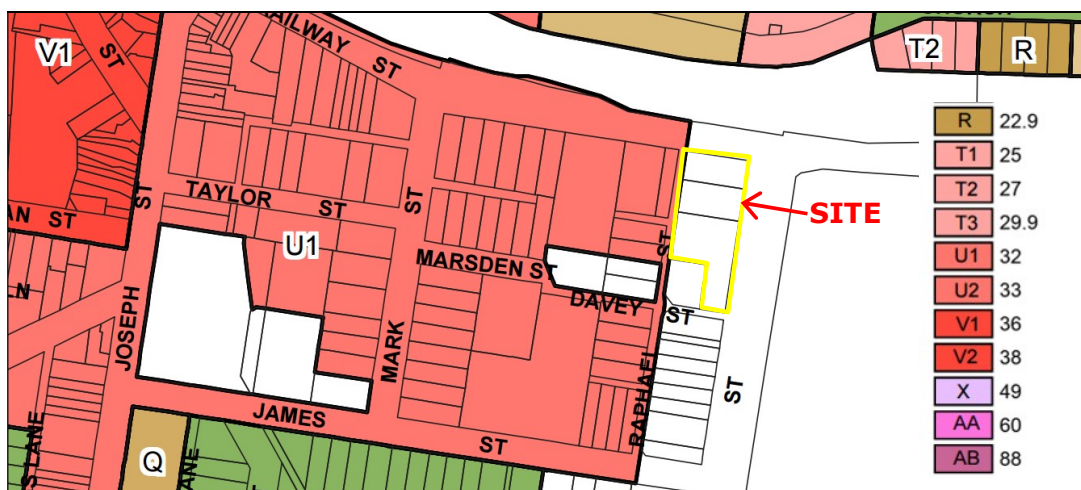 RAILWAY
ST
V1
ST
T2
R
R 22.9
T1 25
T2 27
T3 29.9
U1 32
U2 33
V1 36
V2 38
X 49
AA 60
AB 88
TAYLOR ST
ST
ST
SITE
AN ST
U1
MARSDEN ST
ST
DAVEY ST
LN
JOSEPH
MARK
RAPHAEL
ST
JAMES ST
S LANE
Q
ANE